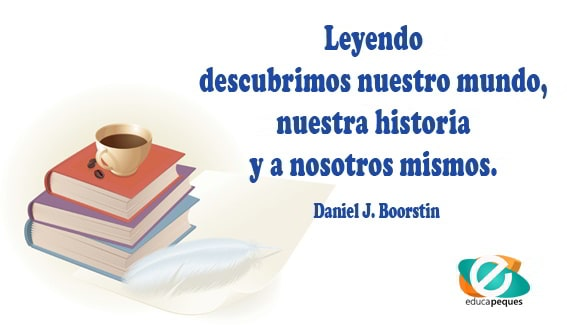 Leyendo
descubrimos nuestro mundo,
nuestra historia
y a nosotros mismos.
Daniel J. Boorstin
e
educapeques